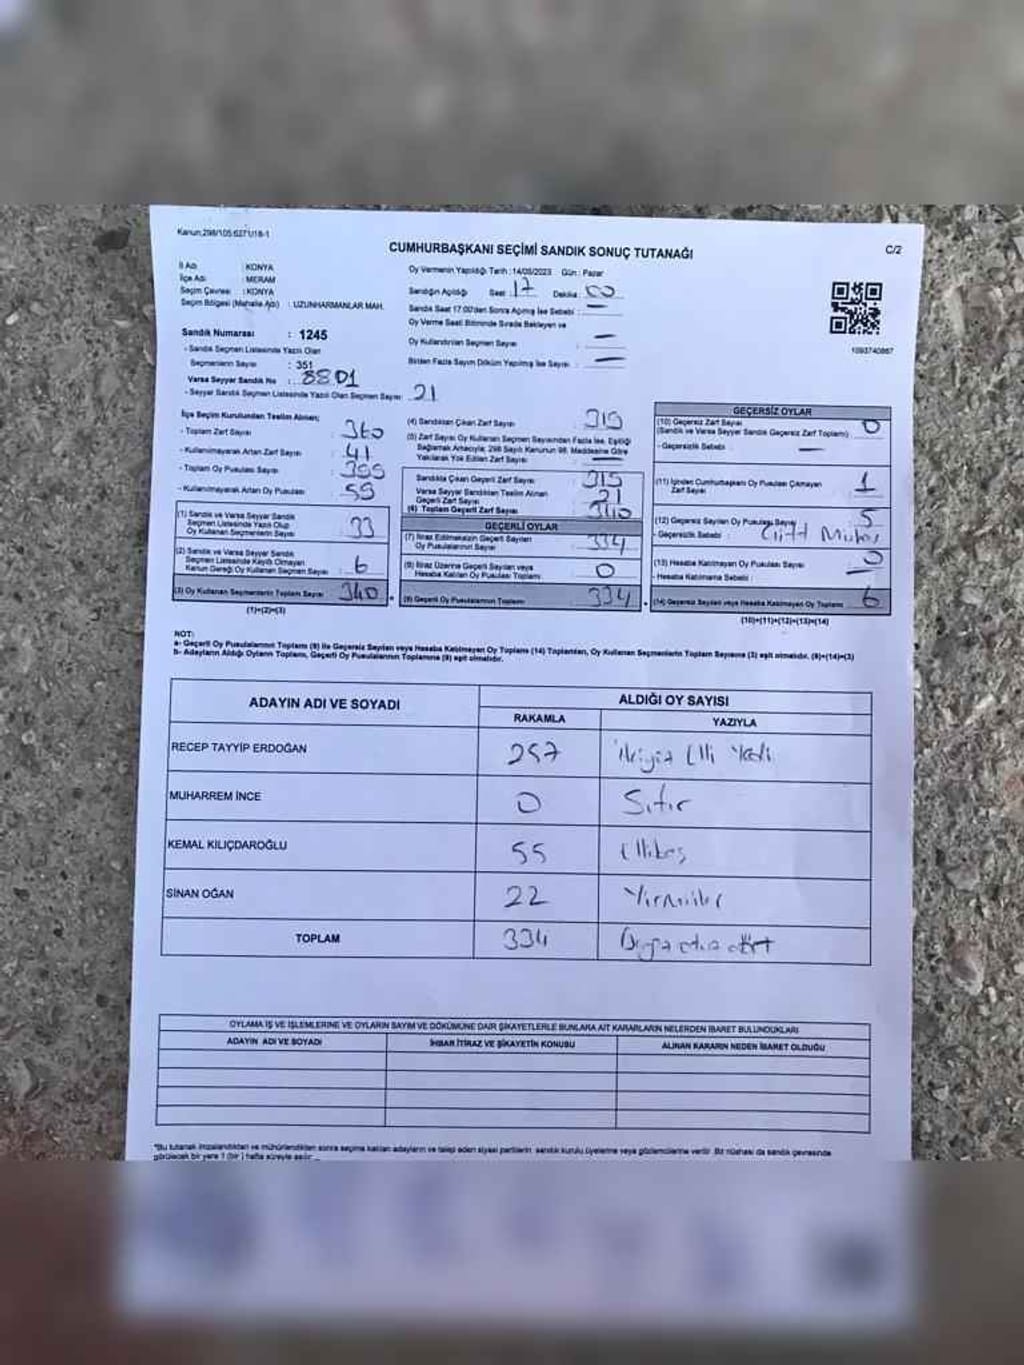 Kanun:298/105:6271/18-1
CUMHURBAŞKANI SEÇİMİ SANDIK SONUÇ TUTANAĞI
C/2
İl Adı : KONYA
İlçe Adı : MERAM
Seçim Çevresi : KONYA
Seçim Bölgesi (Mahalle Adı) : UZUNHARMANLAR MAH.
Sandık Numarası : 1245
- Sandık Seçmen Listesinde Yazılı Olan
Seçmenlerin Sayısı : 351
Varsa Seyyar Sandık No : 8801
- Seyyar Sandık Seçmen Listesinde Yazılı Olan Seçmen Sayısı : 21
Oy Vermenin Yapıldığı Tarih : 14/05/2023 Gün : Pazar
Sandığın Açıldığı Saat 17 Dakika 00
Sandık Saat 17.00'den Sonra Açılmış İse Sebebi : —
Oy Verme Saati Bitiminde Sırada Bekleyen ve
Oy Kullandırılan Seçmen Sayısı : —
Birden Fazla Sayım Döküm Yapılmış İse Sayısı : —
1093740867
İlçe Seçim Kurulundan Teslim Alınan;
- Toplam Zarf Sayısı 360
- Kullanılmayarak Artan Zarf Sayısı 41
- Toplam Oy Pusulası Sayısı
- Kullanılmayarak Artan Oy Pusulası 55
(1) Sandık ve Varsa Seyyar Sandık
Seçmen Listesinde Yazılı Olup
Oy Kullanan Seçmenlerin Sayısı
(2) Sandık ve Varsa Seyyar Sandık
Seçmen Listesinde Kayıtlı Olmayan
Kanun Gereği Oy Kullanan Seçmen Sayısı 6
(3) Oy Kullanan Seçmenlerin Toplam Sayısı 340
(1)+(2)=(3)
(4) Sandıktan Çıkan Zarf Sayısı 319
(5) Zarf Sayısı Oy Kullanan Seçmen Sayısından Fazla İse, Eşitliği
Sağlamak Amacıyla; 298 Sayılı Kanunun 98. Maddesine Göre
Yakılarak Yok Edilen Zarf Sayısı —
Sandıkta Çıkan Geçerli Zarf Sayısı 319
Varsa Seyyar Sandıktan Teslim Alınan
Geçerli Zarf Sayısı 21
(6) Toplam Geçerli Zarf Sayısı 340
GEÇERLİ OYLAR
(7) İtiraz Edilmeksizin Geçerli Sayılan
Oy Pusulalarının Sayısı 334
(8) İtiraz Üzerine Geçerli Sayılan veya
Hesaba Katılan Oy Pusulası Toplamı 0
(9) Geçerli Oy Pusulalarının Toplamı 334
GEÇERSİZ OYLAR
(10) Geçersiz Zarf Sayısı
(Sandık ve Varsa Seyyar Sandık Geçersiz Zarf Toplamı) 0
- Geçersizlik Sebebi : —
(11) İçinden Cumhurbaşkanı Oy Pusulası Çıkmayan
Zarf Sayısı 1
(12) Geçersiz Sayılan Oy Pusulası Sayısı 5
- Geçersizlik Sebebi :
(13) Hesaba Katılmayan Oy Pusulası Sayısı 0
- Hesaba Katılmama Sebebi :
(14) Geçersiz Sayılan veya Hesaba Katılmayan Oy Toplamı 6
(10)+(11)+(12)+(13)=(14)
NOT:
a- Geçerli Oy Pusulalarının Toplamı (9) ile Geçersiz Sayılan veya Hesaba Katılmayan Oy Toplamı (14) Toplamları, Oy Kullanan Seçmenlerin Toplam Sayısına (3) eşit olmalıdır. (9)+(14)=(3)
b- Adayların Aldığı Oyların Toplamı, Geçerli Oy Pusulalarının Toplamına (9) eşit olmalıdır.
ADAYIN ADI VE SOYADI ALDIĞI OY SAYISI
RAKAMLA YAZIYLA
RECEP TAYYİP ERDOĞAN 257 ikiyüz Elli Yedi
MUHARREM İNCE 0 Sıfır
KEMAL KILIÇDAROĞLU 55 Ellibeş
SİNAN OĞAN 22 Yirmiiki
TOPLAM 334
OYLAMA İŞ VE İŞLEMLERİNE VE OYLARIN SAYIM VE DÖKÜMÜNE DAİR ŞİKAYETLERLE BUNLARA AİT KARARLARIN NELERDEN İBARET BULUNDUKLARI
ADAYIN ADI VE SOYADI İHBAR İTİRAZ VE ŞİKAYETİN KONUSU ALINAN KARARIN NEDEN İBARET OLDUĞU
*Bu tutanak imzalandıktan ve mühürlendikten sonra seçime katılan adayların ve talep eden siyasi partilerin sandık kurulu üyelerine veya gözlemcilerine verilir. Bir nüshası da sandık çevresinde
görülecek bir yere 1 (bir) hafta süreyle asılır.